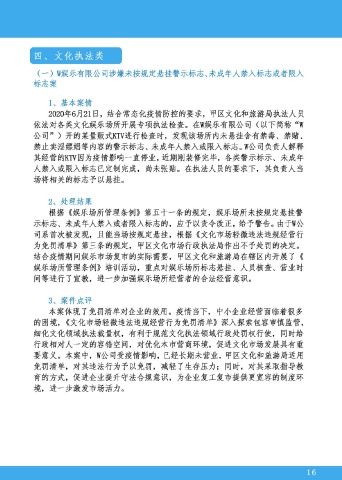 四、文化执法类
（一）W娱乐有限公司涉嫌未按规定悬挂警示标志、未成年人禁入标志或者限入
标志案
1、基本案情
2020年6月21日，结合常态化疫情防控的要求，甲区文化和旅游局执法人员
依法对各类文化娱乐场所开展专项执法检查。在W娱乐有限公司（以下简称“W
公司”）开的某量贩式KTV进行检查时，发现该场所内未悬挂含有禁毒、禁赌、
禁止卖淫嫖娼等内容的警示标志、未成年人禁入或限入标志。W公司负责人解释
其经营的KTV因为疫情影响一直停业，近期刚装修完毕，各类警示标示、未成年
人禁入或限入标志已定制完成，尚未张贴。在执法人员的要求下，其负责人当
场将相关的标志予以悬挂。
2、处理结果
根据《娱乐场所管理条例》第五十一条的规定，娱乐场所未按规定悬挂警
示标志、未成年人禁入或者限入标志的，应予以责令改正，给予警告。由于W公
司系首次被发现，且能当场按规定悬挂，根据《文化市场轻微违法违规经营行
为免罚清单》第三条的规定，甲区文化市场行政执法局作出不予处罚的决定。
结合疫情期间娱乐市场复市的实际需要，甲区文化和旅游局在辖区内开展了《
娱乐场所管理条例》培训活动，重点对娱乐场所标志悬挂、人员核查、营业时
间等进行了宣教，进一步加强娱乐场所经营者的合法经营意识。
3、案件点评
本案体现了免罚清单对企业的效用。疫情当下，中小企业经营面临着很多
的困境，《文化市场轻微违法违规经营行为免罚清单》深入探索包容审慎监管，
细化文化领域执法裁量权，有利于规范文化执法领域行政处罚权行使，同时给
行政相对人一定的容错空间，对优化本市营商环境，促进文化市场发展具有重
要意义。本案中，W公司受疫情影响，已经长期未营业，甲区文化和旅游局适用
免罚清单，对其违法行为予以免罚，减轻了生存压力；同时，对其采取指导教
育的方式，促进企业提升守法合规意识，为企业复工复市提供更宽容的制度环
境，进一步激发市场活力。
16